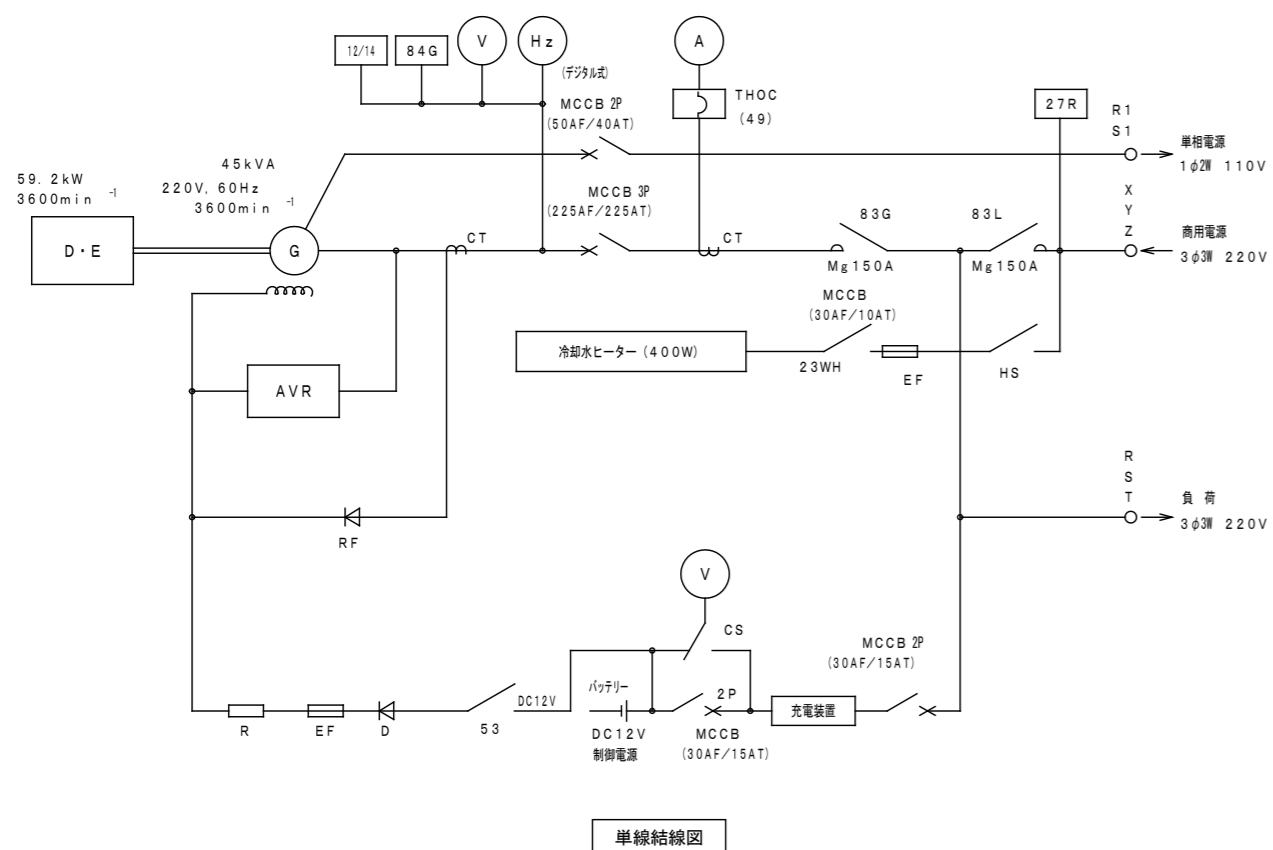 12/14
84G
V
Hz
(デジタル式)
A
THOC
(49)
27R
MCCB 2P
(50AF/40AT)
R1
S1
単相電源
1φ2W 110V
59.2kW
3600min -1
45kVA
220V, 60Hz
3600min -1
MCCB 3P
(225AF/225AT)
83G
83L
X
Y
Z
商用電源
3φ3W 220V
D・E
G
CT
CT
Mg150A
Mg150A
MCCB
(30AF/10AT)
冷却水ヒーター(400W)
23WH
EF
HS
AVR
RF
R
S
T
負荷
3φ3W 220V
V
CS
MCCB 2P
(30AF/15AT)
バッテリー
2P
DC12V
充電装置
R
EF
D
53
DC12V
制御電源
MCCB
(30AF/15AT)
単線結線図